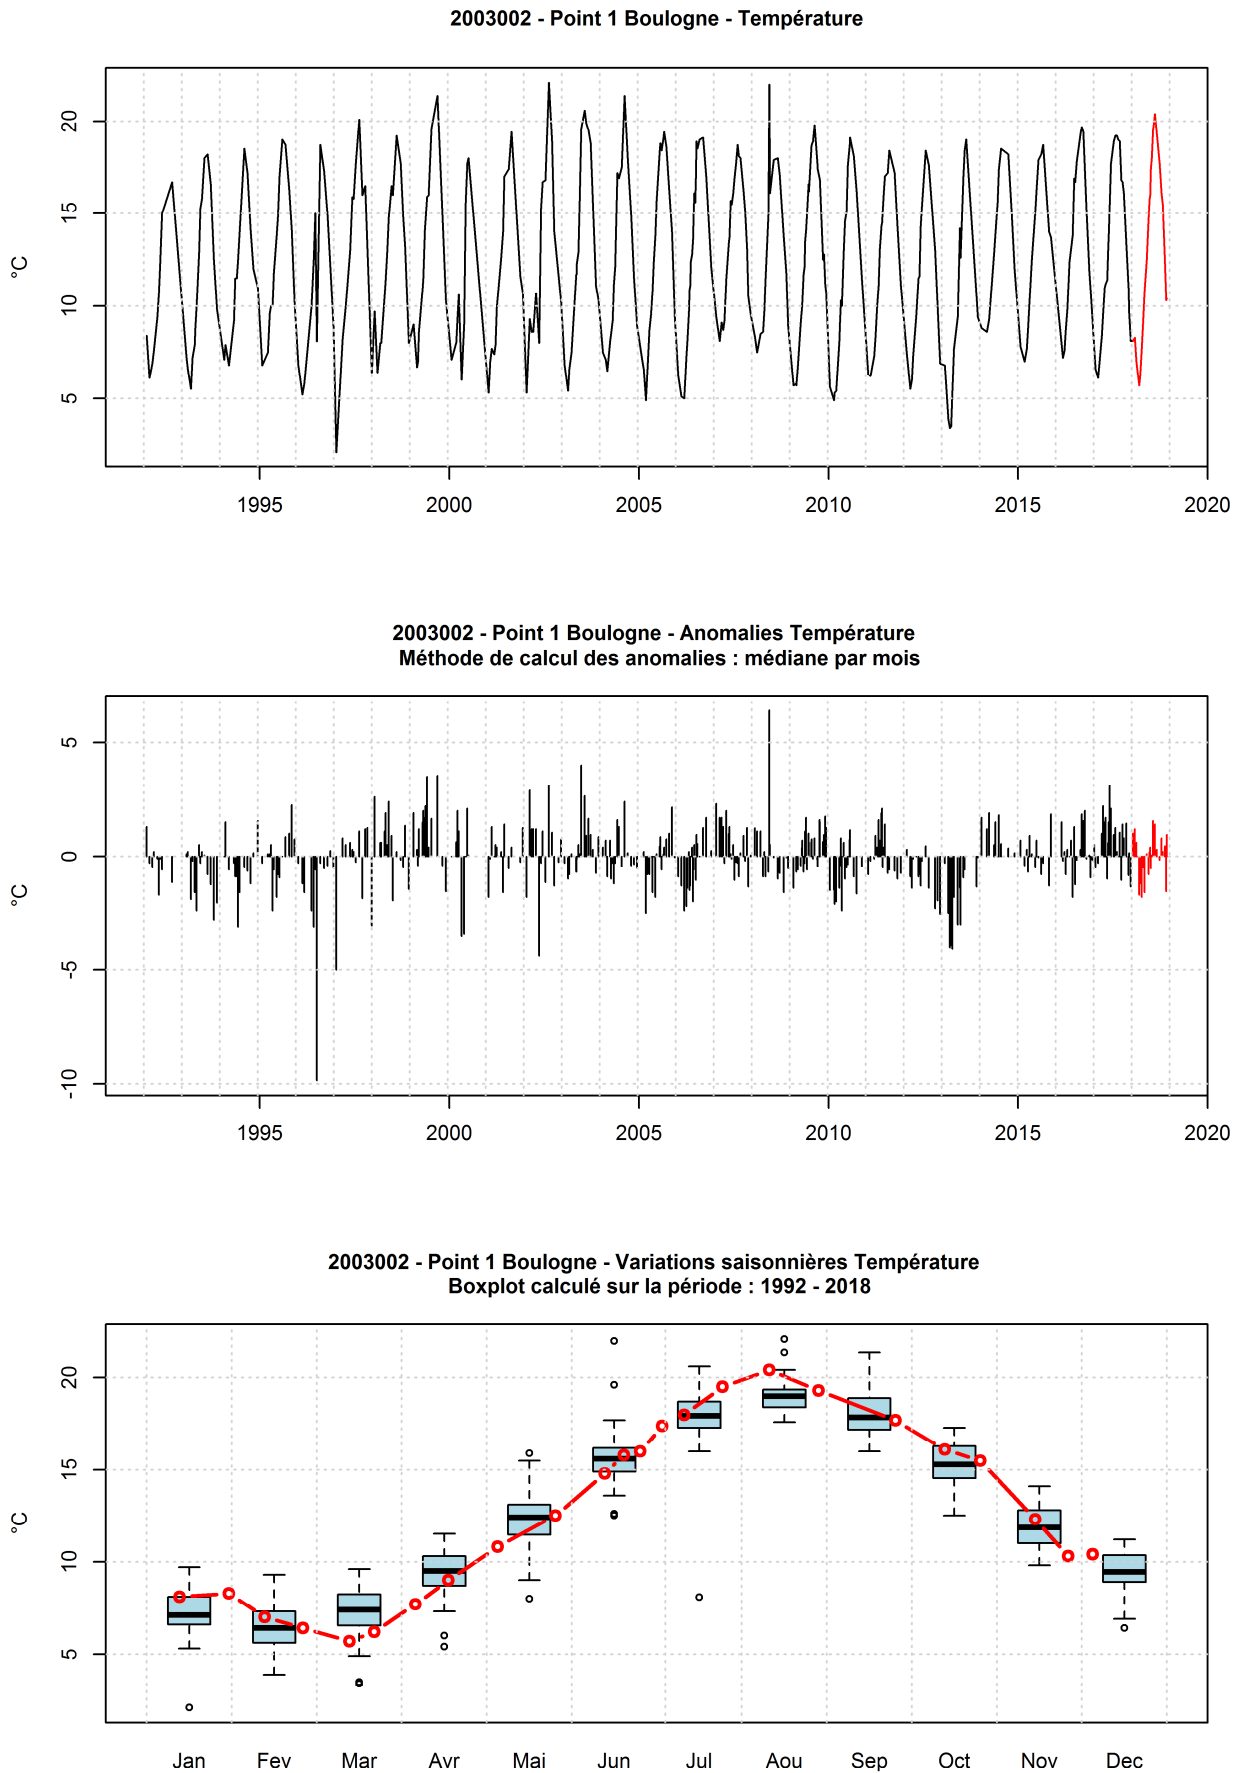 2003002 - Point 1 Boulogne - Température
°C
20
15
10
5
1995
2000
2005
2010
2015
2020
2003002 - Point 1 Boulogne - Anomalies Température
Méthode de calcul des anomalies : médiane par mois
°C
5
0
-5
-10
1995
2000
2005
2010
2015
2020
2003002 - Point 1 Boulogne - Variations saisonnières Température
Boxplot calculé sur la période : 1992 - 2018
°C
20
15
10
5
Jan
Fev
Mar
Avr
Mai
Jun
Jul
Aou
Sep
Oct
Nov
Dec